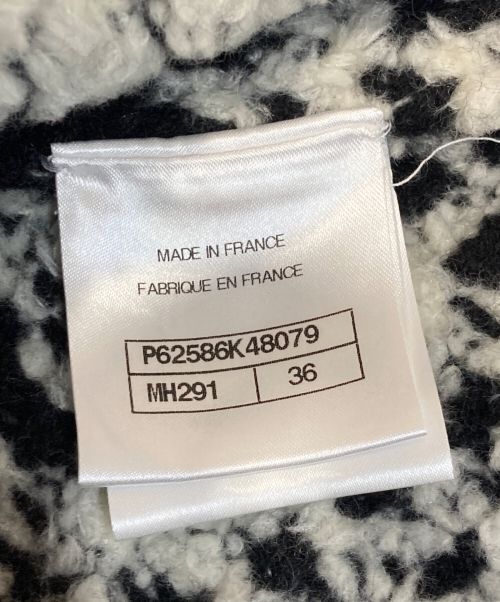 MADE IN FRANCE
FABRIQUE EN FRANCE
P62586K48079
MH291 36